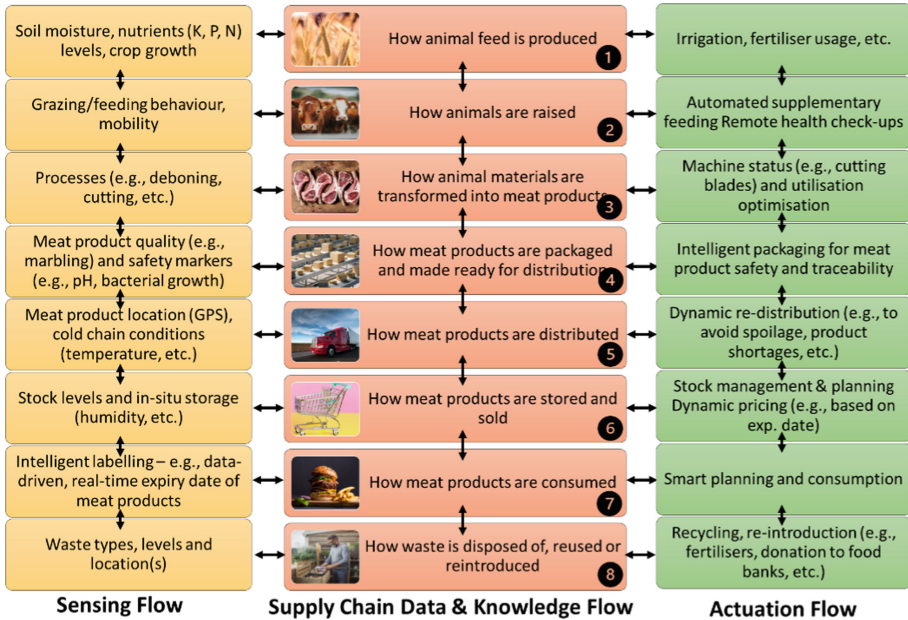 Soil moisture, nutrients (K, P, N)
levels, crop growth
How animal feed is produced
1
Irrigation, fertiliser usage, etc.
Grazing/feeding behaviour,
mobility
How animals are raised
2
Automated supplementary
feeding Remote health check-ups
Processes (e.g., deboning,
cutting, etc.)
How animal materials are
transformed into meat products
3
Machine status (e.g., cutting
blades) and utilisation
optimisation
Meat product quality (e.g.,
marbling) and safety markers
(e.g., pH, bacterial growth)
How meat products are packaged
and made ready for distribution
4
Intelligent packaging for meat
product safety and traceability
Meat product location (GPS),
cold chain conditions
(temperature, etc.)
How meat products are distributed
5
Dynamic re-distribution (e.g., to
avoid spoilage, product
shortages, etc.)
Stock levels and in-situ storage
(humidity, etc.)
How meat products are stored and
sold
6
Stock management & planning
Dynamic pricing (e.g., based on
exp. date)
Intelligent labelling – e.g., data-
driven, real-time expiry date of
meat products
How meat products are consumed
7
Smart planning and consumption
Waste types, levels and
location(s)
How waste is disposed of, reused or
reintroduced
8
Recycling, re-introduction (e.g.,
fertilisers, donation to food
banks, etc.)
Sensing Flow
Supply Chain Data & Knowledge Flow
Actuation Flow